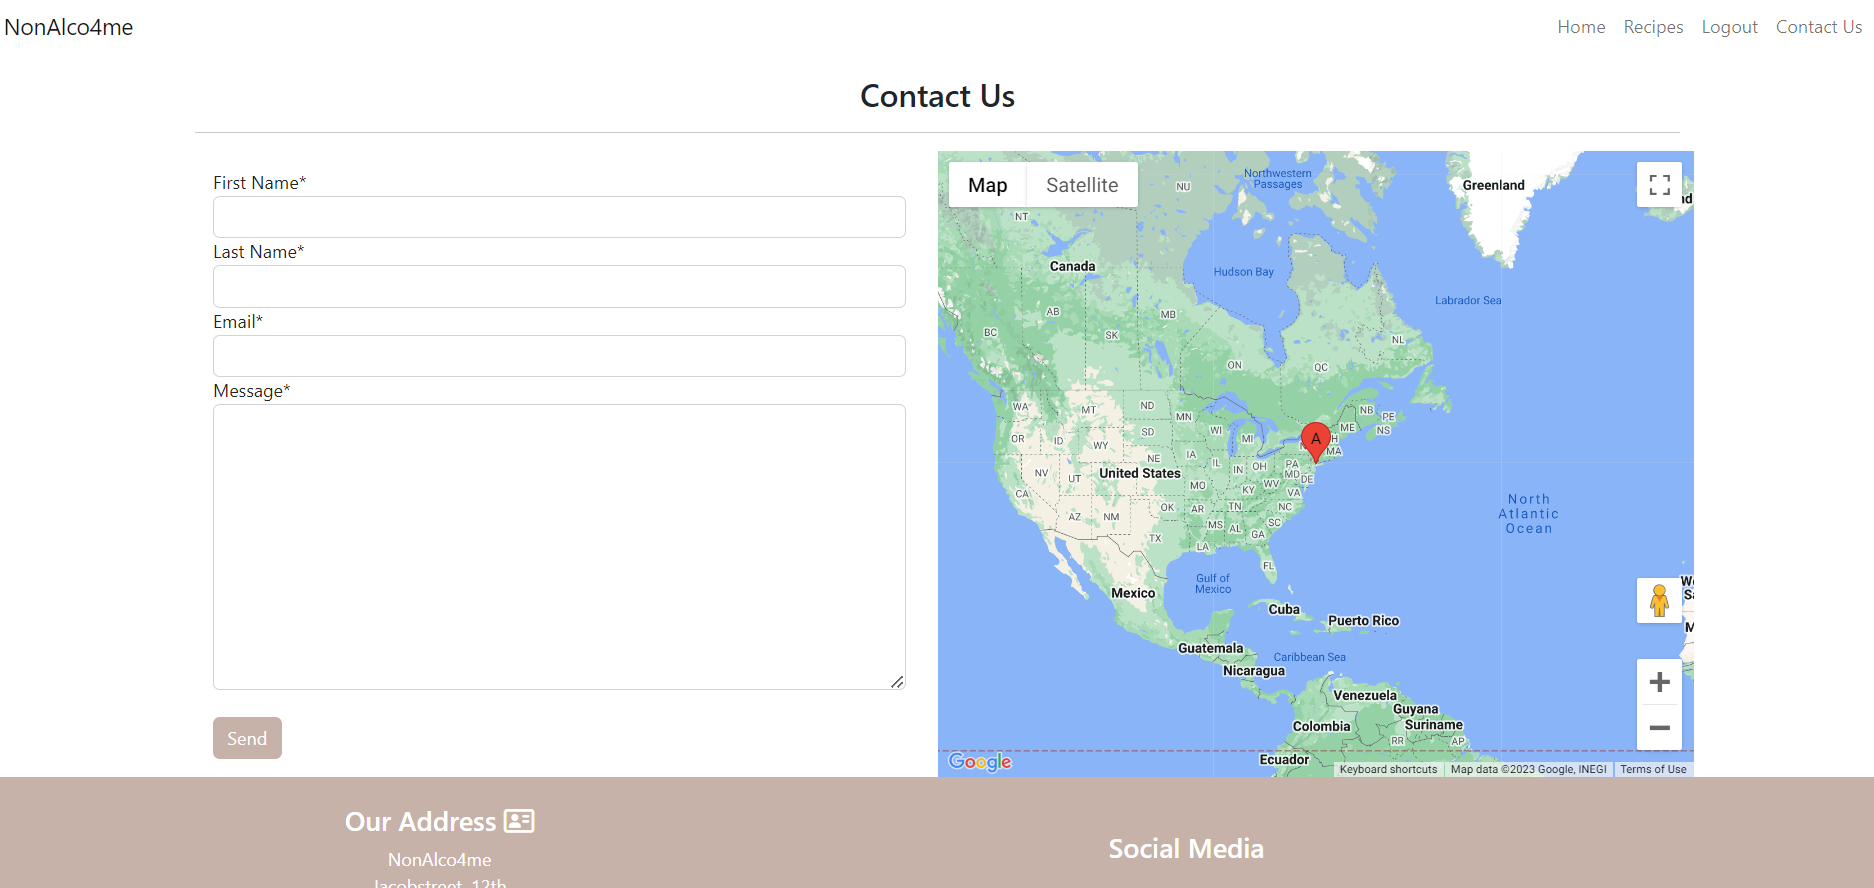 NonAlco4me
Home Recipes Logout Contact Us
Contact Us
First Name*
Last Name*
Email*
Message*
Send
Map Satellite
Northwestern
Passages
NU
Greenland
NT
Canada
Hudson Bay
Labrador Sea
AB
MB
BC
SK
NL
ON
QC
WA
MT
ND
MN
NB
PE
ME
NS
OR
ID
WY
SD
WI
MI
A
MA
NE
IA
IL
IN
OH
PA
MD
DE
NV
UT
United States
MO
KY
WV
VA
CA
AZ
NM
OK
AR
TN
NC
TX
MS
AL
SC
GA
LA
FL
North
Atlantic
Ocean
Gulf of
Mexico
Mexico
Cuba
Puerto Rico
Guatemala
Caribbean Sea
Nicaragua
Venezuela
Guyana
Suriname
Colombia
RR
AP
Ecuador
Google
Keyboard shortcuts Map data ©2023 Google, INEGI Terms of Use
Our Address
NonAlco4me
Jacobstreet, 12th
Social Media